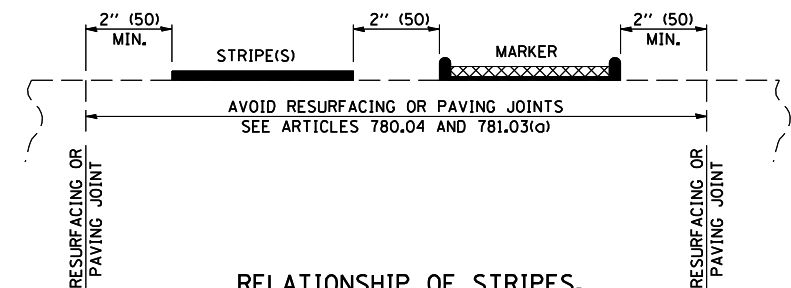 2" (50) 2" (50) 2" (50)
MIN. MIN.
STRIPE(S) MARKER
AVOID RESURFACING OR PAVING JOINTS
SEE ARTICLES 780.04 AND 781.03(a)
RESURFACING OR
PAVING JOINT
RESURFACING OR
PAVING JOINT
RELATIONSHIP OF STRIPES,